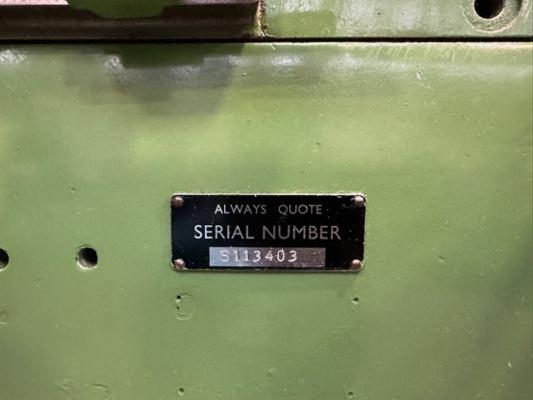 ALWAYS QUOTE
SERIAL NUMBER
S113403